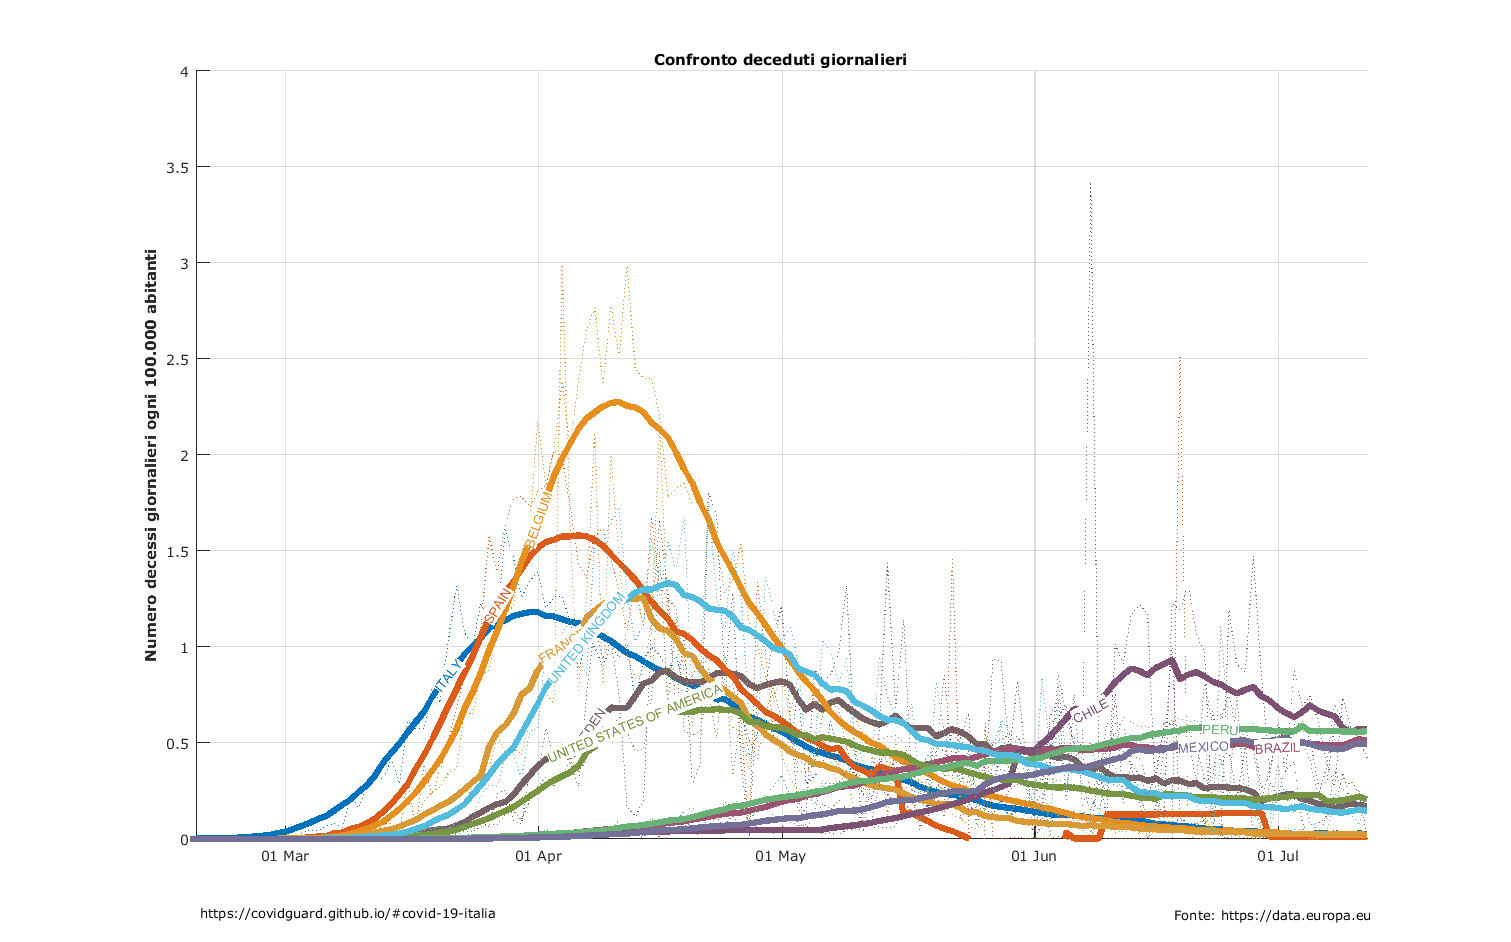 Confronto deceduti giornalieri
Numero decessi giornalieri ogni 100.000 abitanti
4
3.5
3
2.5
2
1.5
1
0.5
0
BELGIUM
SPAIN
ITALY
FRANC
UNITED KINGDOM
DEN
UNITED STATES OF AMERICA
CHILE
PERU
MEXICO
BRAZIL
01 Mar
01 Apr
01 May
01 Jun
01 Jul
https://covidguard.github.io/#covid-19-italia
Fonte: https://data.europa.eu